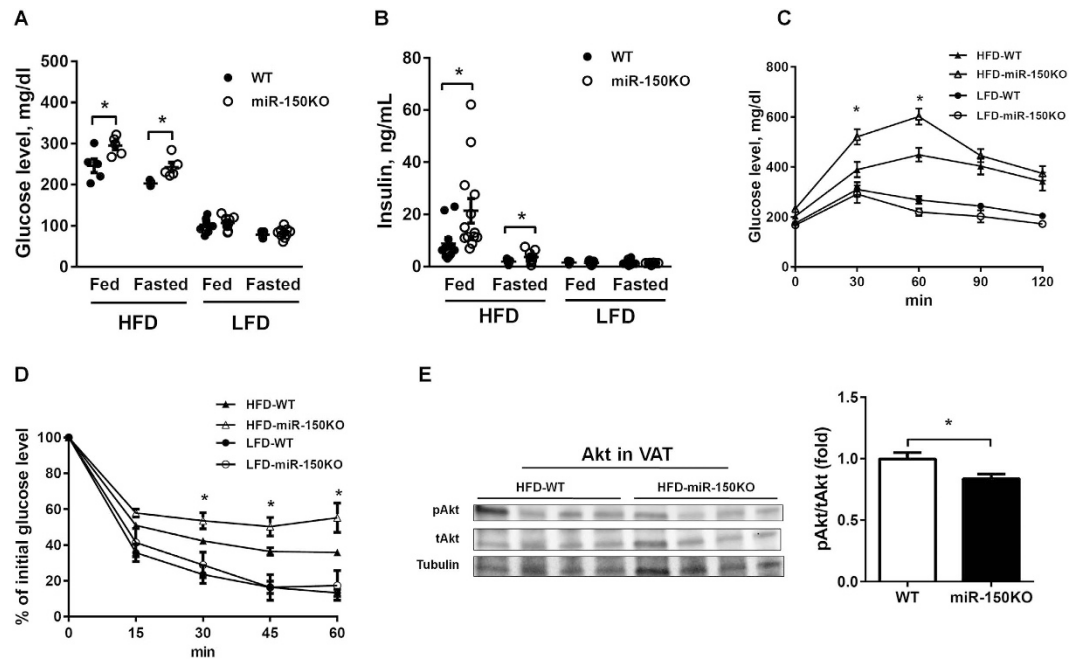 A
Glucose level, mg/dl
500
400
300
200
100
0
WT
miR-150KO
*
*
Fed Fasted Fed Fasted
HFD LFD
B
Insulin, ng/mL
80
60
40
20
0
WT
miR-150KO
*
*
Fed Fasted Fed Fasted
HFD LFD
C
Glucose level, mg/dl
800
600
400
200
0
HFD-WT
HFD-miR-150KO
LFD-WT
LFD-miR-150KO
* *
0 30 60 90 120
min
D
% of initial glucose level
100
80
60
40
20
0
HFD-WT
HFD-miR-150KO
LFD-WT
LFD-miR-150KO
* * *
0 15 30 45 60
min
E
Akt in VAT
HFD-WT HFD-miR-150KO
pAkt
tAkt
Tubulin
pAkt/tAkt (fold)
1.5
1.0
0.5
0.0
*
WT miR-150KO